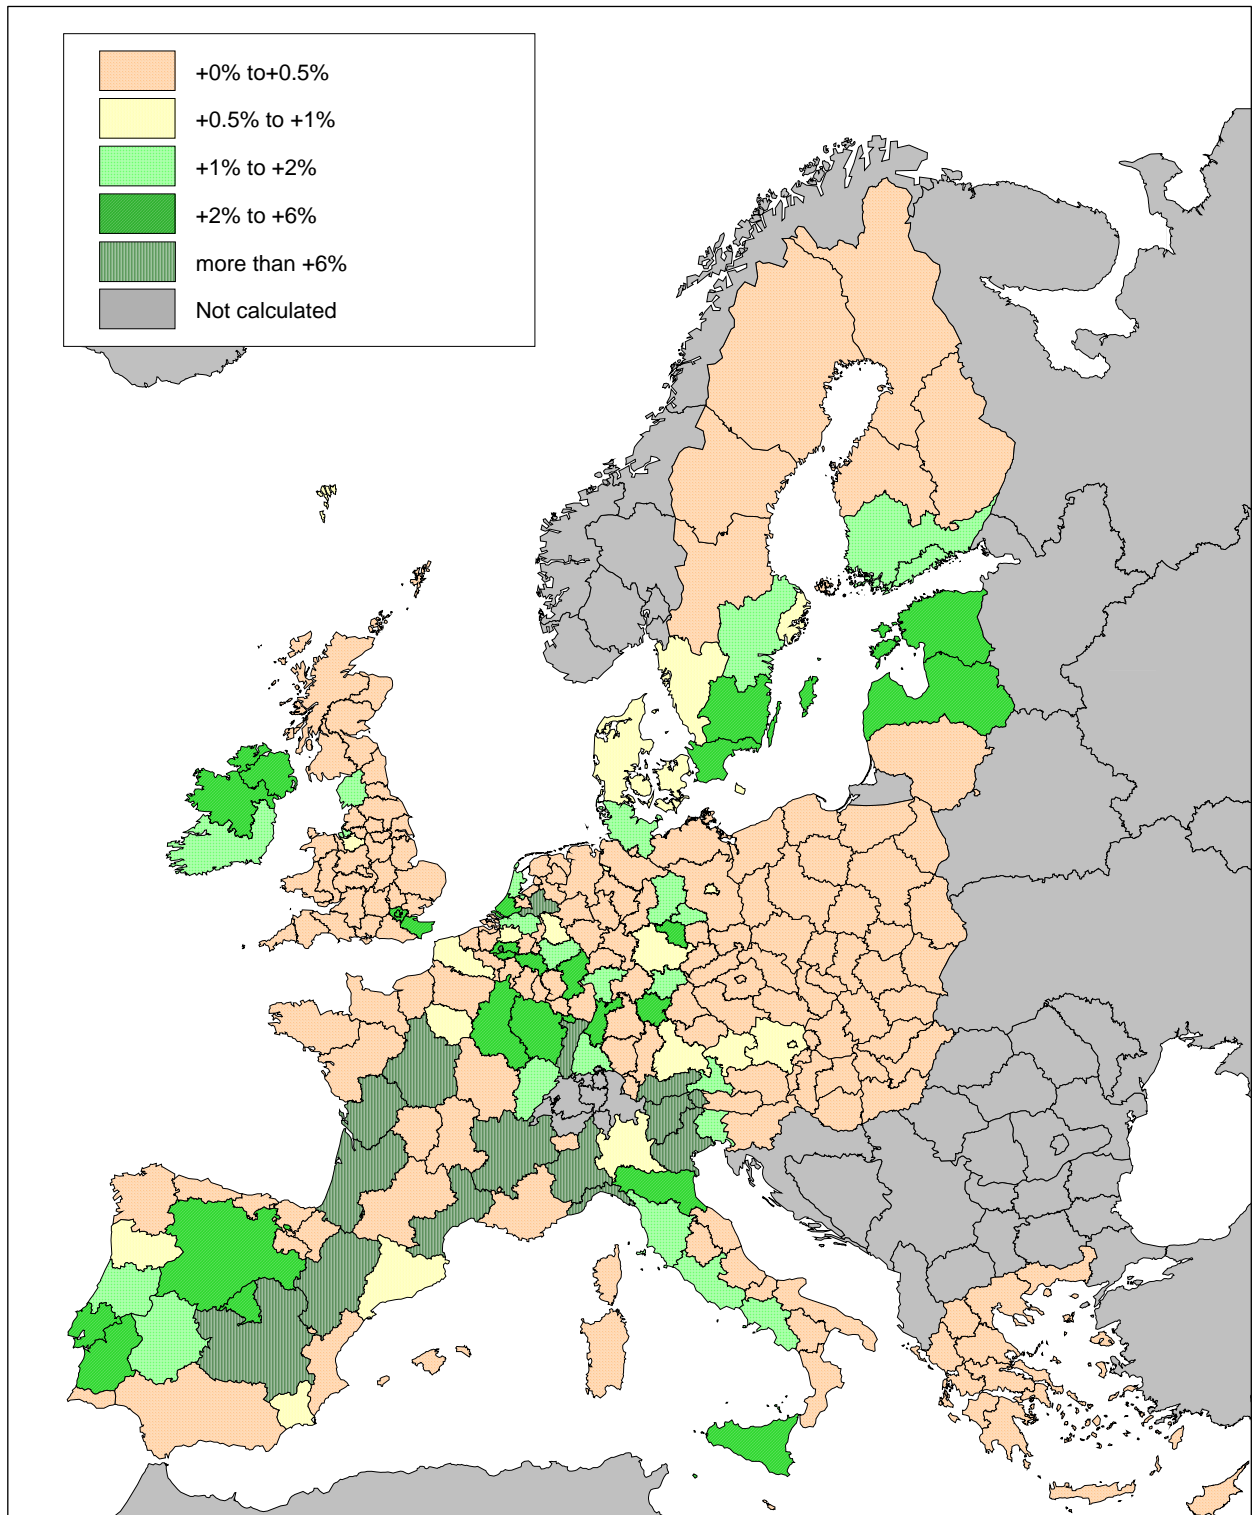 +0% to+0.5%
+0.5% to +1%
+1% to +2%
+2% to +6%
more than +6%
Not calculated